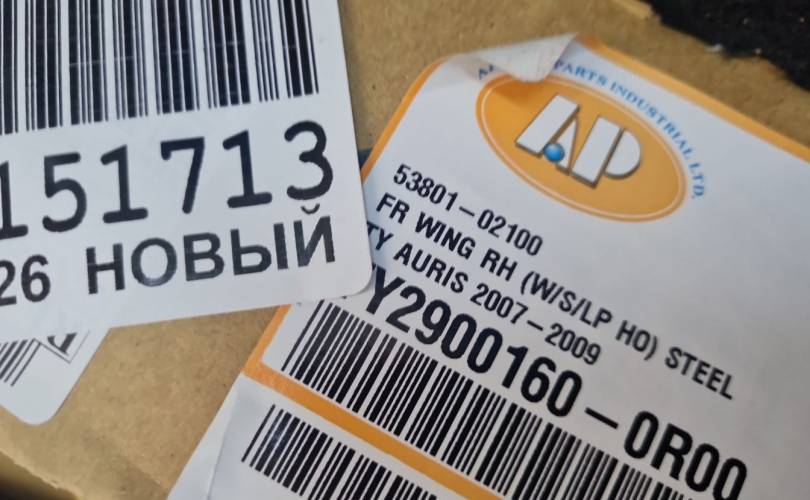 151713
26 НОВЫЙ
PARTS INDUSTRIAL LTD.
AP
53801-02100
FR WING RH (W/S/LP HO) STEEL
TY AURIS 2007-2009
Y2900160-0R00